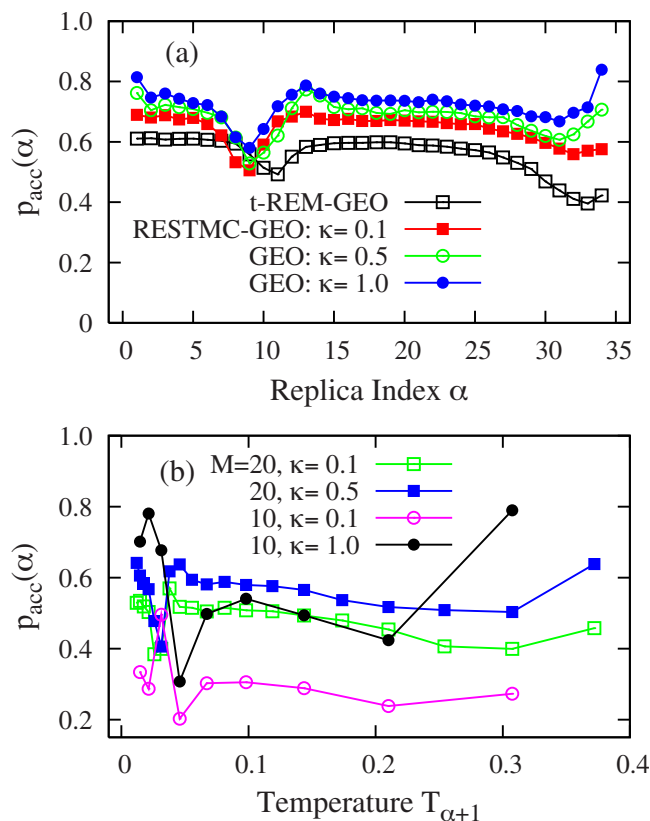 1.0
(a)
0.8
0.6
p_acc(α)
0.4
t-REM-GEO
RESTMC-GEO: κ= 0.1
0.2
GEO: κ= 0.5
GEO: κ= 1.0
0
0 5 10 15 20 25 30 35
Replica Index α
1.0
(b)
M=20, κ= 0.1
20, κ= 0.5
0.8
10, κ= 0.1
10, κ= 1.0
0.6
p_acc(α)
0.4
0.2
0 0.1 0.2 0.3 0.4
Temperature T_α+1